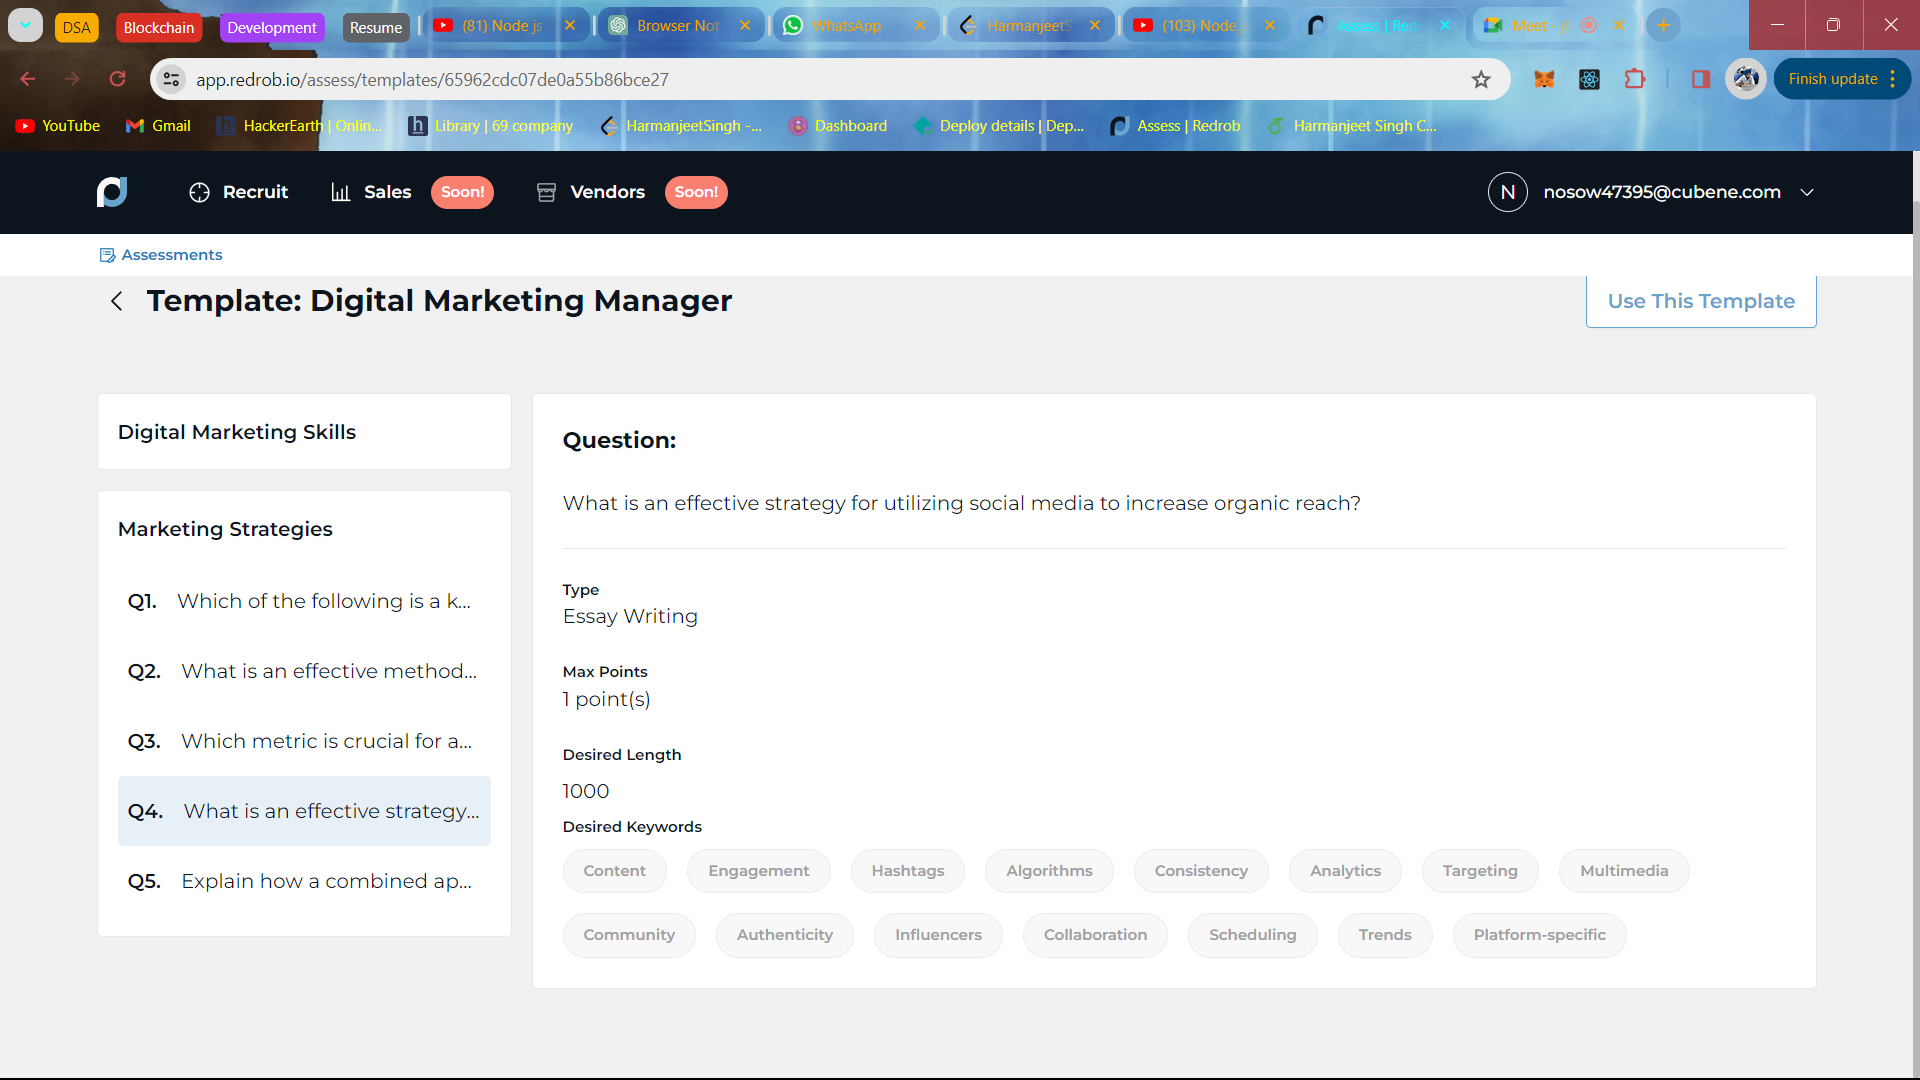 DSA Blockchain Development Resume (81) Node js Browser Not WhatsApp HarmanjeetS (103) Node. Assess | Red Meet - j
app.redrob.io/assess/templates/65962cdc07de0a55b86bce27 Finish update
YouTube Gmail HackerEarth | Onlin... Library | 69 company HarmanjeetSingh -... Dashboard Deploy details | Dep... Assess | Redrob Harmanjeet Singh C...
Recruit Sales Soon! Vendors Soon! N nosow47395@cubene.com
Assessments
Template: Digital Marketing Manager Use This Template
Digital Marketing Skills
Marketing Strategies
Q1. Which of the following is a k...
Q2. What is an effective method...
Q3. Which metric is crucial for a...
Q4. What is an effective strategy...
Q5. Explain how a combined ap...
Question:
What is an effective strategy for utilizing social media to increase organic reach?
Type
Essay Writing
Max Points
1 point(s)
Desired Length
1000
Desired Keywords
Content Engagement Hashtags Algorithms Consistency Analytics Targeting Multimedia
Community Authenticity Influencers Collaboration Scheduling Trends Platform-specific